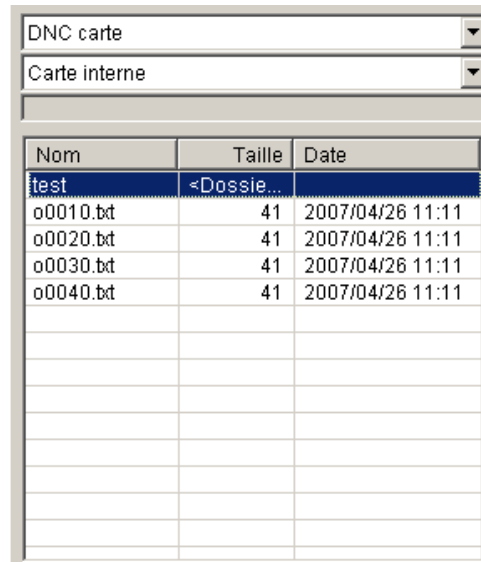 DNC carte
Carte interne
Nom Taille Date
test <Dossie...
o0010.txt 41 2007/04/26 11:11
o0020.txt 41 2007/04/26 11:11
o0030.txt 41 2007/04/26 11:11
o0040.txt 41 2007/04/26 11:11